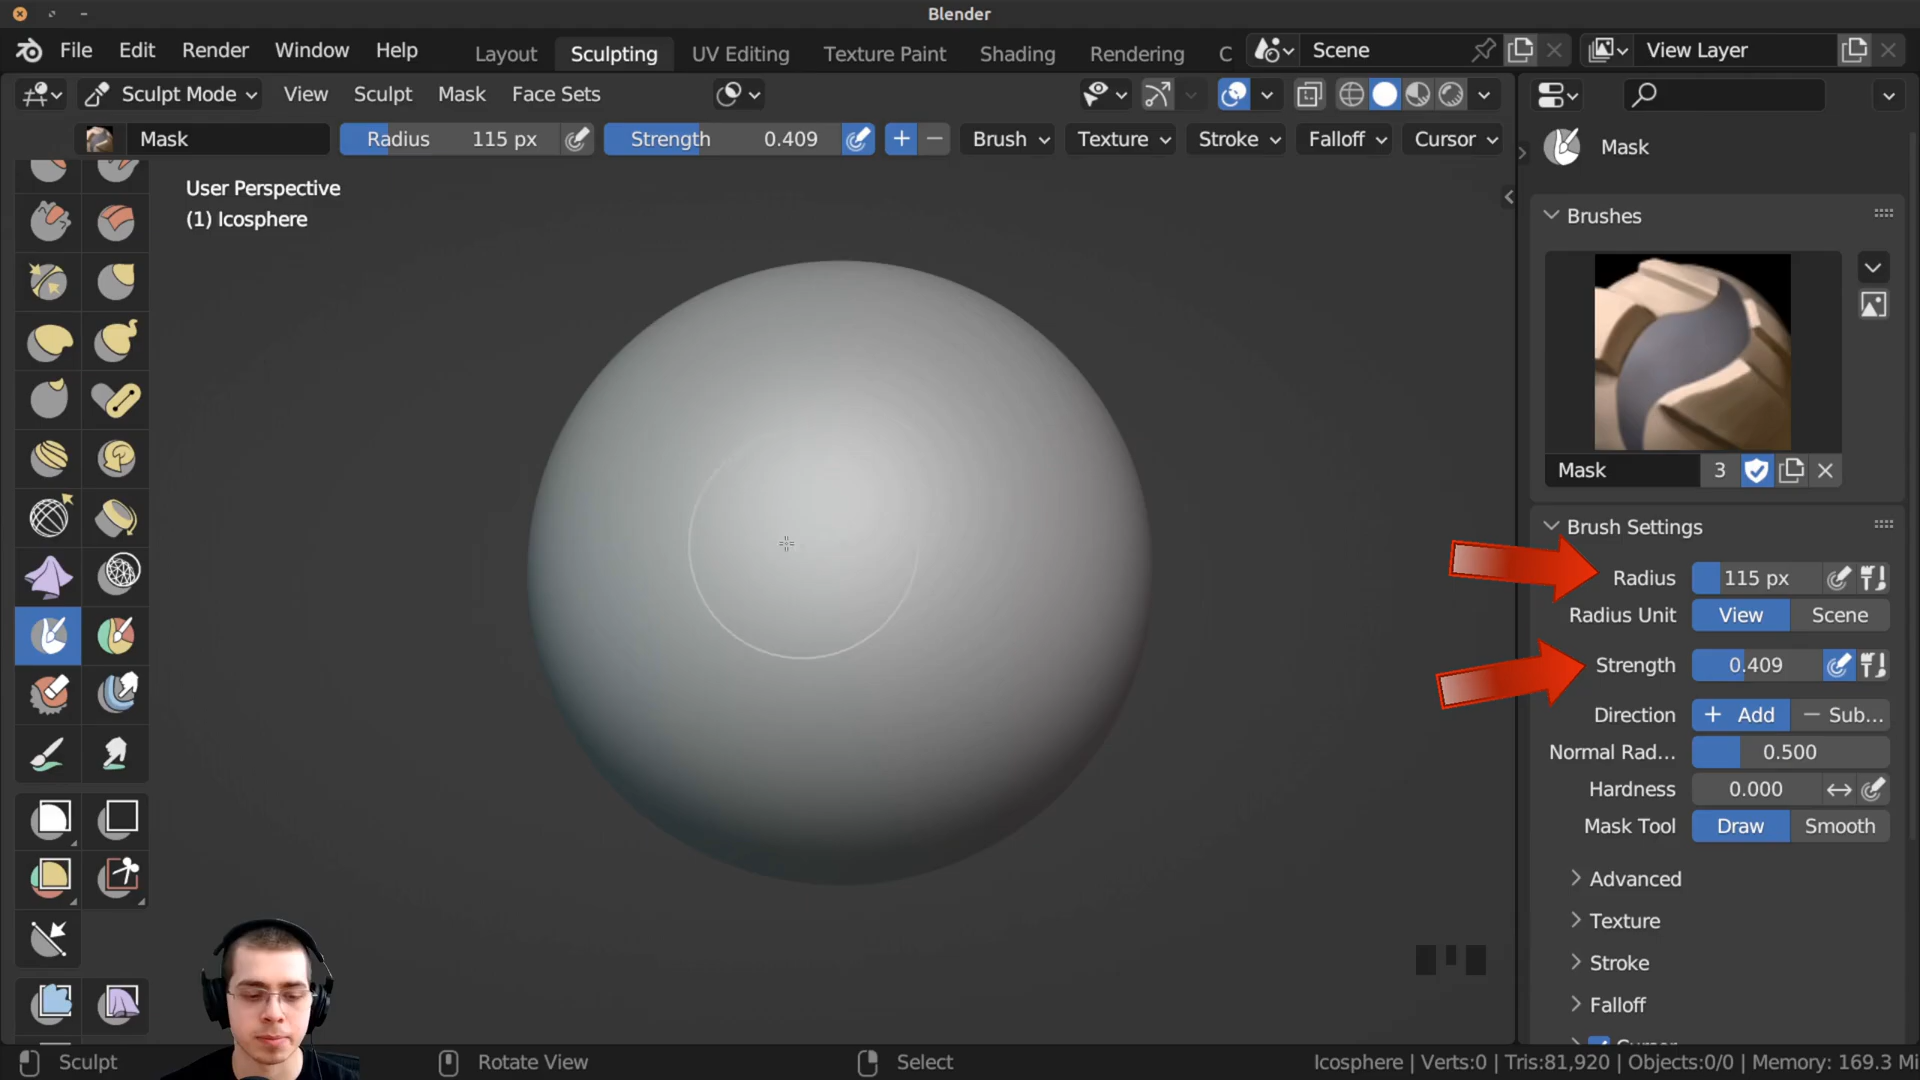 Blender
File Edit Render Window Help Layout Sculpting UV Editing Texture Paint Shading Rendering C Scene View Layer
Sculpt Mode View Sculpt Mask Face Sets
Mask Radius 115 px Strength 0.409 + − Brush Texture Stroke Falloff Cursor
Mask
User Perspective
(1) Icosphere
Brushes
Mask 3
Brush Settings
Radius 115 px
Radius Unit View Scene
Strength 0.409
Direction + Add − Sub...
Normal Rad... 0.500
Hardness 0.000
Mask Tool Draw Smooth
Advanced
Texture
Stroke
Falloff
Sculpt Rotate View Select Icosphere | Verts:0 | Tris:81,920 | Objects:0/0 | Memory: 169.3 Mi